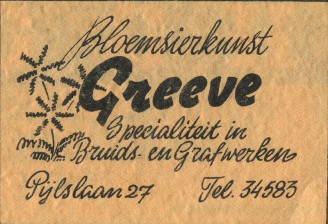 Bloemsierkunst
Greeve
Specialiteit in
Bruids- en Grafwerken
Pijlslaan 27 Tel. 34583